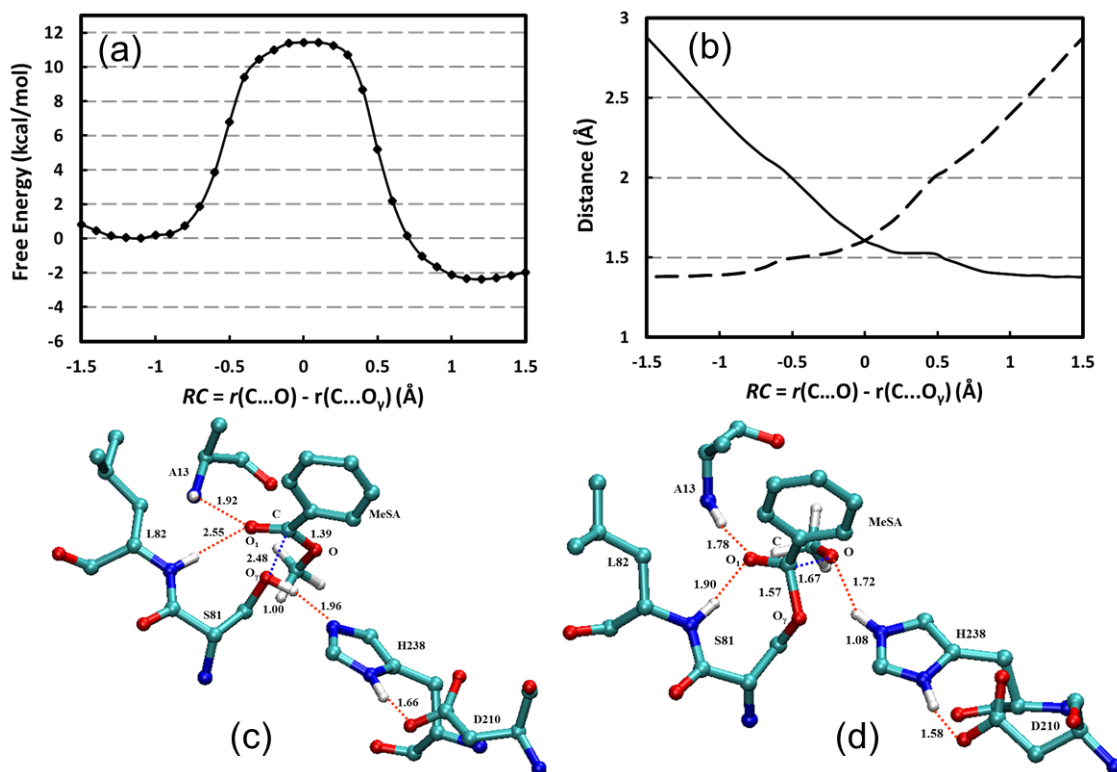 (a)
Free Energy (kcal/mol)
12
10
8
6
4
2
0
-2
-4
-6
-1.5 -1 -0.5 0 0.5 1 1.5
RC = r(C...O) - r(C...Oγ) (Å)
(b)
Distance (Å)
3
2.5
2
1.5
1
-1.5 -1 -0.5 0 0.5 1 1.5
RC = r(C...O) - r(C...Oγ) (Å)
A13
1.92
MeSA
C
L82
2.55
O1
1.39
O
2.48
Oγ
1.00
S81
1.96
H238
1.66
D210
(c)
A13
MeSA
1.78
C
L82
O1
O
1.67
1.90
1.57
1.72
Oγ
S81
1.08
H238
D210
1.58
(d)